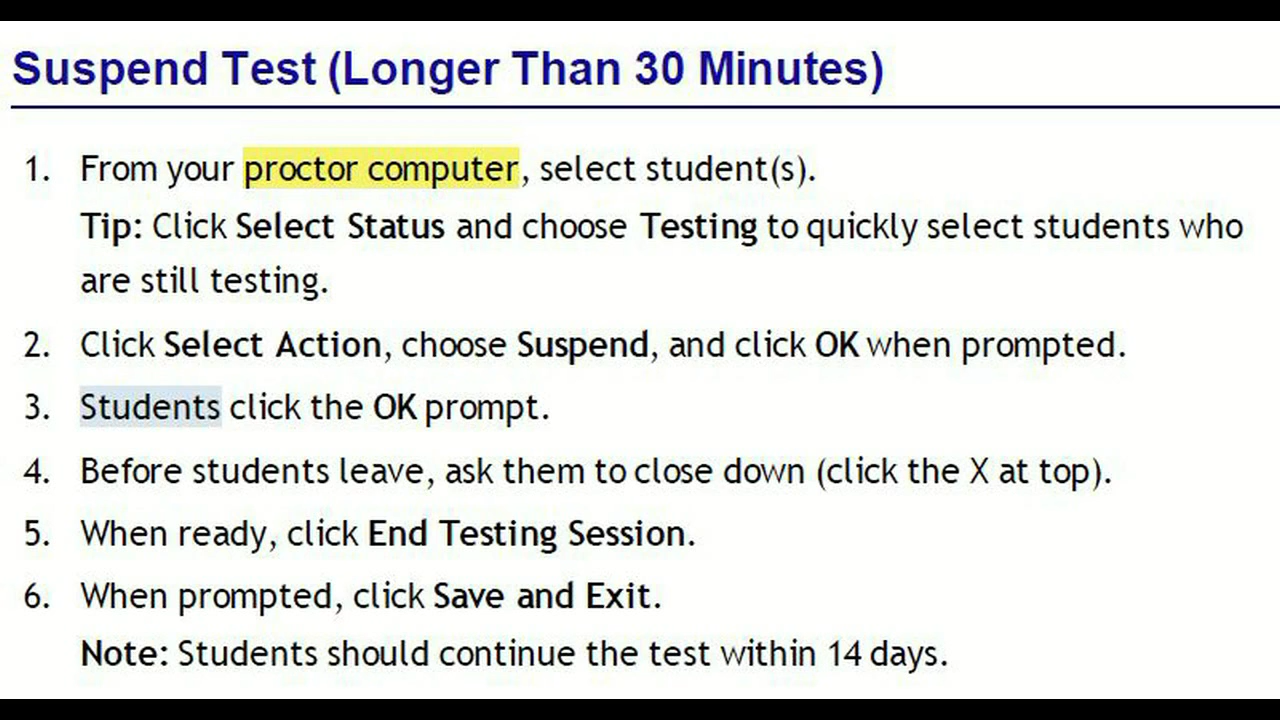 Suspend Test (Longer Than 30 Minutes)
1. From your proctor computer, select student(s).
Tip: Click Select Status and choose Testing to quickly select students who
are still testing.
2. Click Select Action, choose Suspend, and click OK when prompted.
3. Students click the OK prompt.
4. Before students leave, ask them to close down (click the X at top).
5. When ready, click End Testing Session.
6. When prompted, click Save and Exit.
Note: Students should continue the test within 14 days.